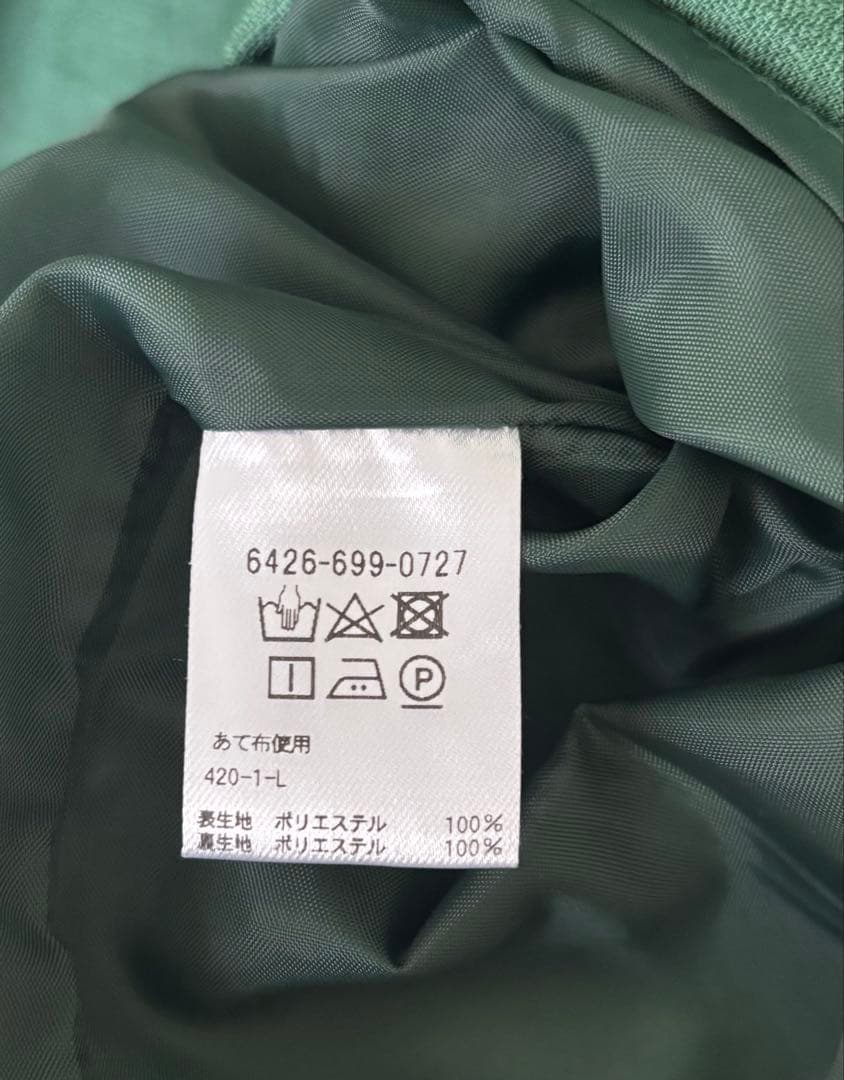 6426-699-0727
P
あて布使用
420-1-L
表生地 ポリエステル 100%
裏生地 ポリエステル 100%